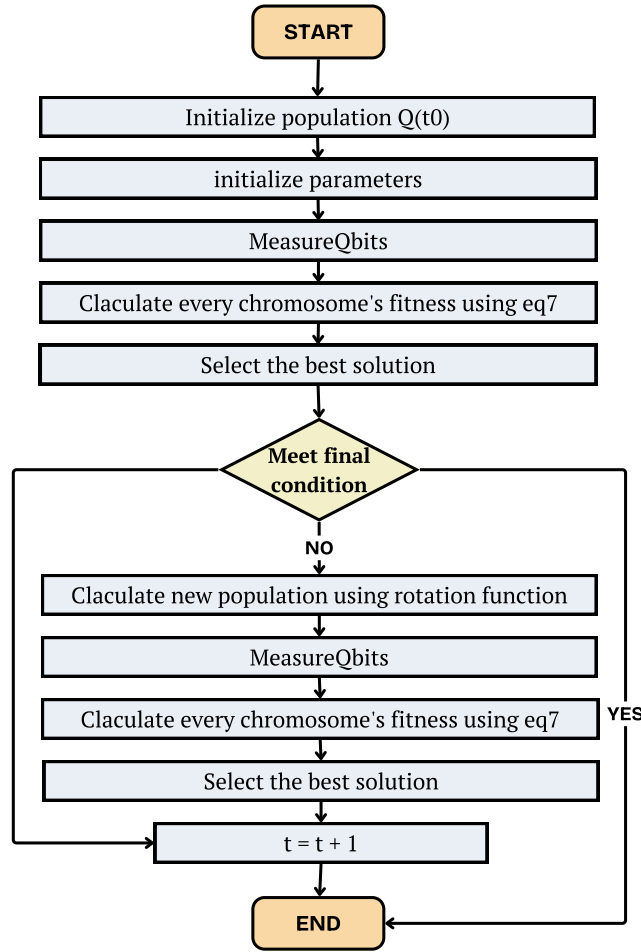 START
Initialize population Q(t0)
initialize parameters
MeasureQbits
Claculate every chromosome's fitness using eq7
Select the best solution
Meet final
condition
NO
Claculate new population using rotation function
MeasureQbits
Claculate every chromosome's fitness using eq7
YES
Select the best solution
t = t + 1
END